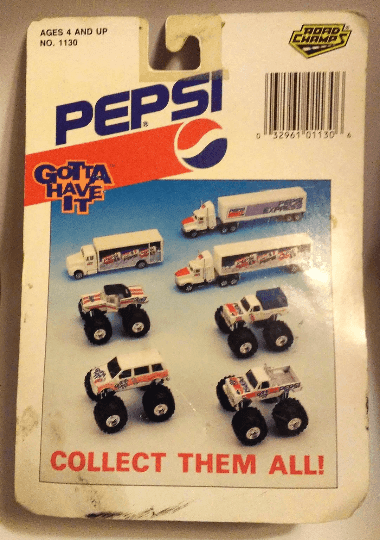 AGES 4 AND UP
NO. 1130
ROAD
CHAMPS®
PEPSI®
0 32961 01130 6
GOTTA
HAVE
IT
COLLECT THEM ALL!